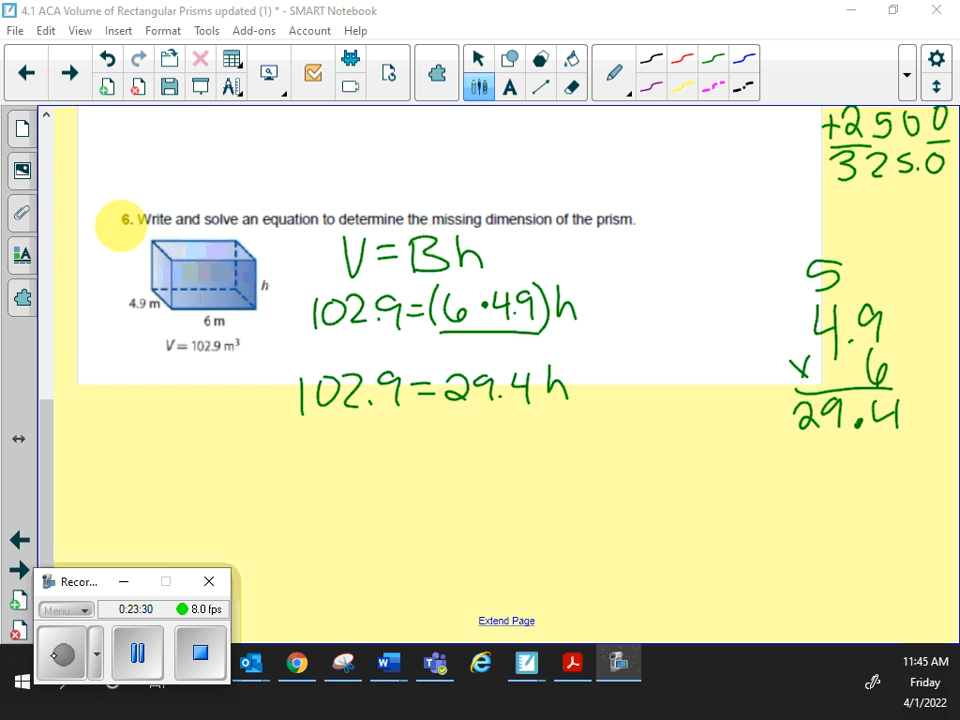 4.1 ACA Volume of Rectangular Prisms updated (1) * - SMART Notebook
File Edit View Insert Format Tools Add-ons Account Help
+2500
325.0
6. Write and solve an equation to determine the missing dimension of the prism.
V = Bh
h
4.9 m
6 m
V = 102.9 m³
102.9 = (6 · 4.9) h
102.9 = 29.4 h
5
4.9
x 6
29.4
Recor...
Menu
0:23:30
8.0 fps
Extend Page
11:45 AM
Friday
4/1/2022